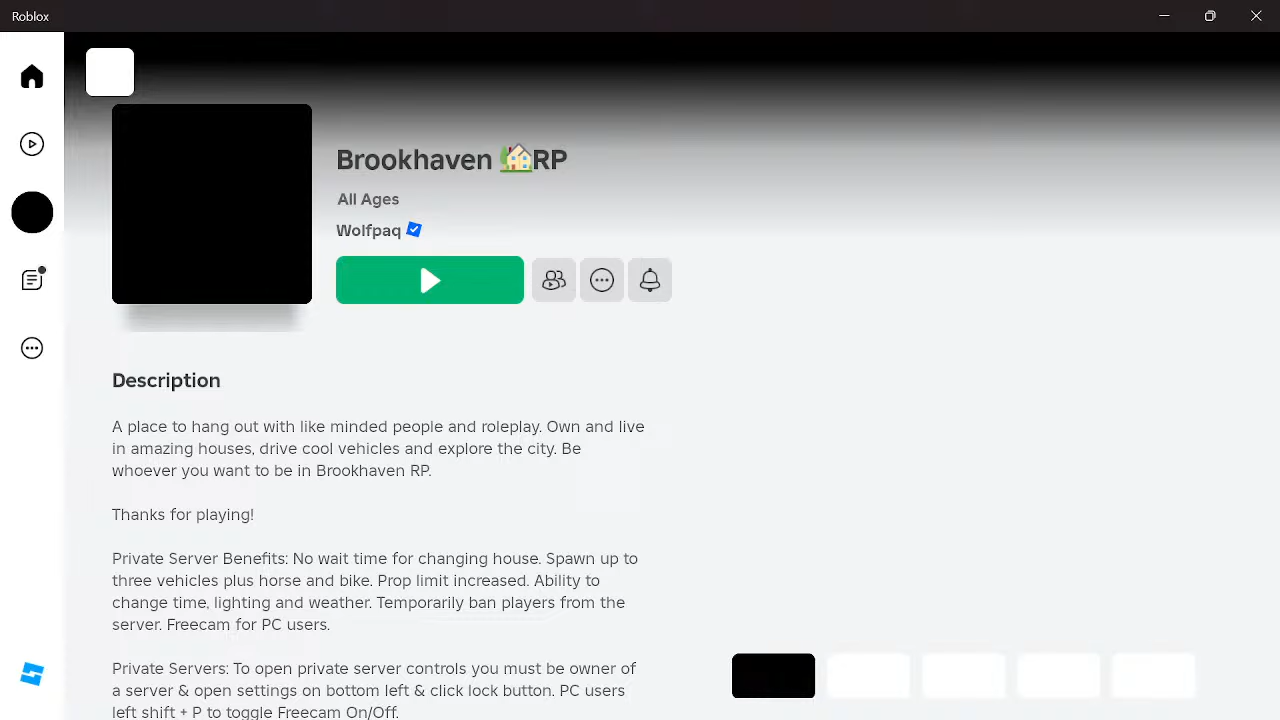 Roblox
Brookhaven 🏡RP
All Ages
Wolfpaq
Description
A place to hang out with like minded people and roleplay. Own and live
in amazing houses, drive cool vehicles and explore the city. Be
whoever you want to be in Brookhaven RP.
Thanks for playing!
Private Server Benefits: No wait time for changing house. Spawn up to
three vehicles plus horse and bike. Prop limit increased. Ability to
change time, lighting and weather. Temporarily ban players from the
server. Freecam for PC users.
Private Servers: To open private server controls you must be owner of
a server & open settings on bottom left & click lock button. PC users
left shift + P to toggle Freecam On/Off.